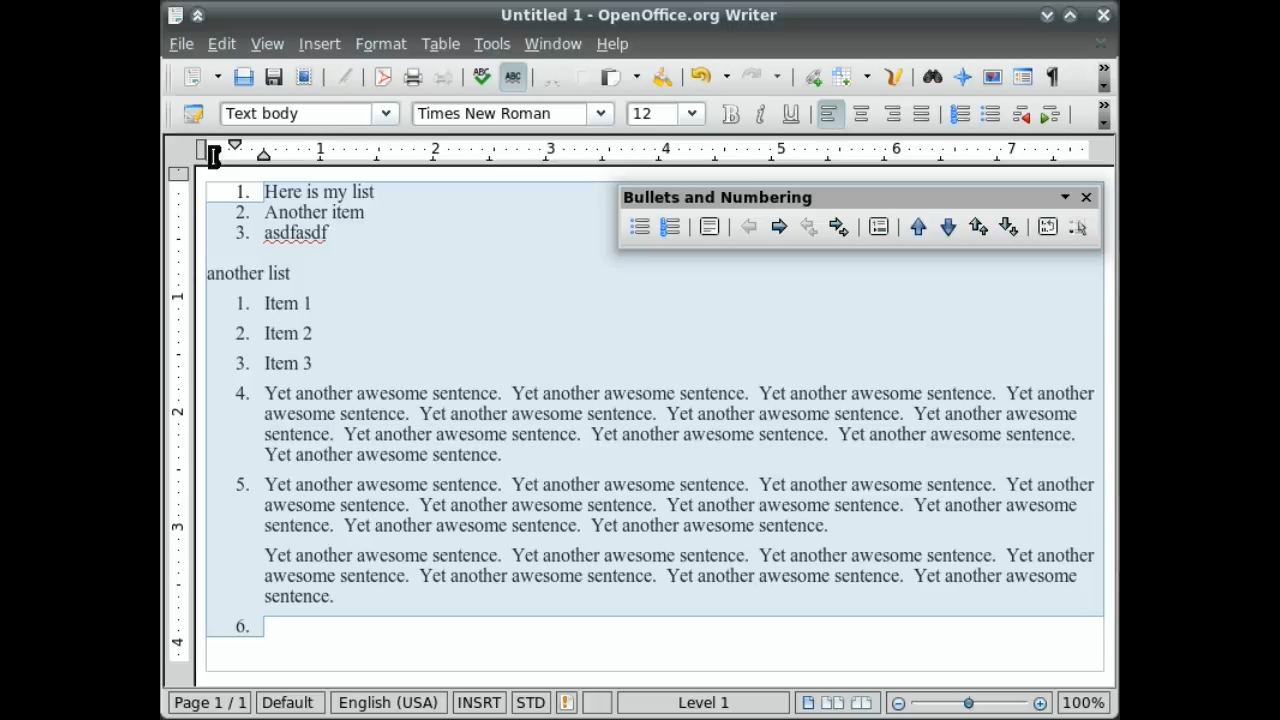 Untitled 1 - OpenOffice.org Writer
File Edit View Insert Format Table Tools Window Help
ABC ABC
Text body Times New Roman 12 B i U
1 2 3 4 5 6 7
1. Here is my list
2. Another item
3. asdfasdf
Bullets and Numbering
another list
1. Item 1
2. Item 2
3. Item 3
4. Yet another awesome sentence.  Yet another awesome sentence.  Yet another awesome sentence.  Yet another
awesome sentence.  Yet another awesome sentence.  Yet another awesome sentence.  Yet another awesome
sentence.  Yet another awesome sentence.  Yet another awesome sentence.  Yet another awesome sentence.
Yet another awesome sentence.
5. Yet another awesome sentence.  Yet another awesome sentence.  Yet another awesome sentence.  Yet another
awesome sentence.  Yet another awesome sentence.  Yet another awesome sentence.  Yet another awesome
sentence.  Yet another awesome sentence.  Yet another awesome sentence.
Yet another awesome sentence.  Yet another awesome sentence.  Yet another awesome sentence.  Yet another
awesome sentence.  Yet another awesome sentence.  Yet another awesome sentence.  Yet another awesome
sentence.
6.
1
2
3
4
Page 1 / 1 Default English (USA) INSRT STD Level 1 100%